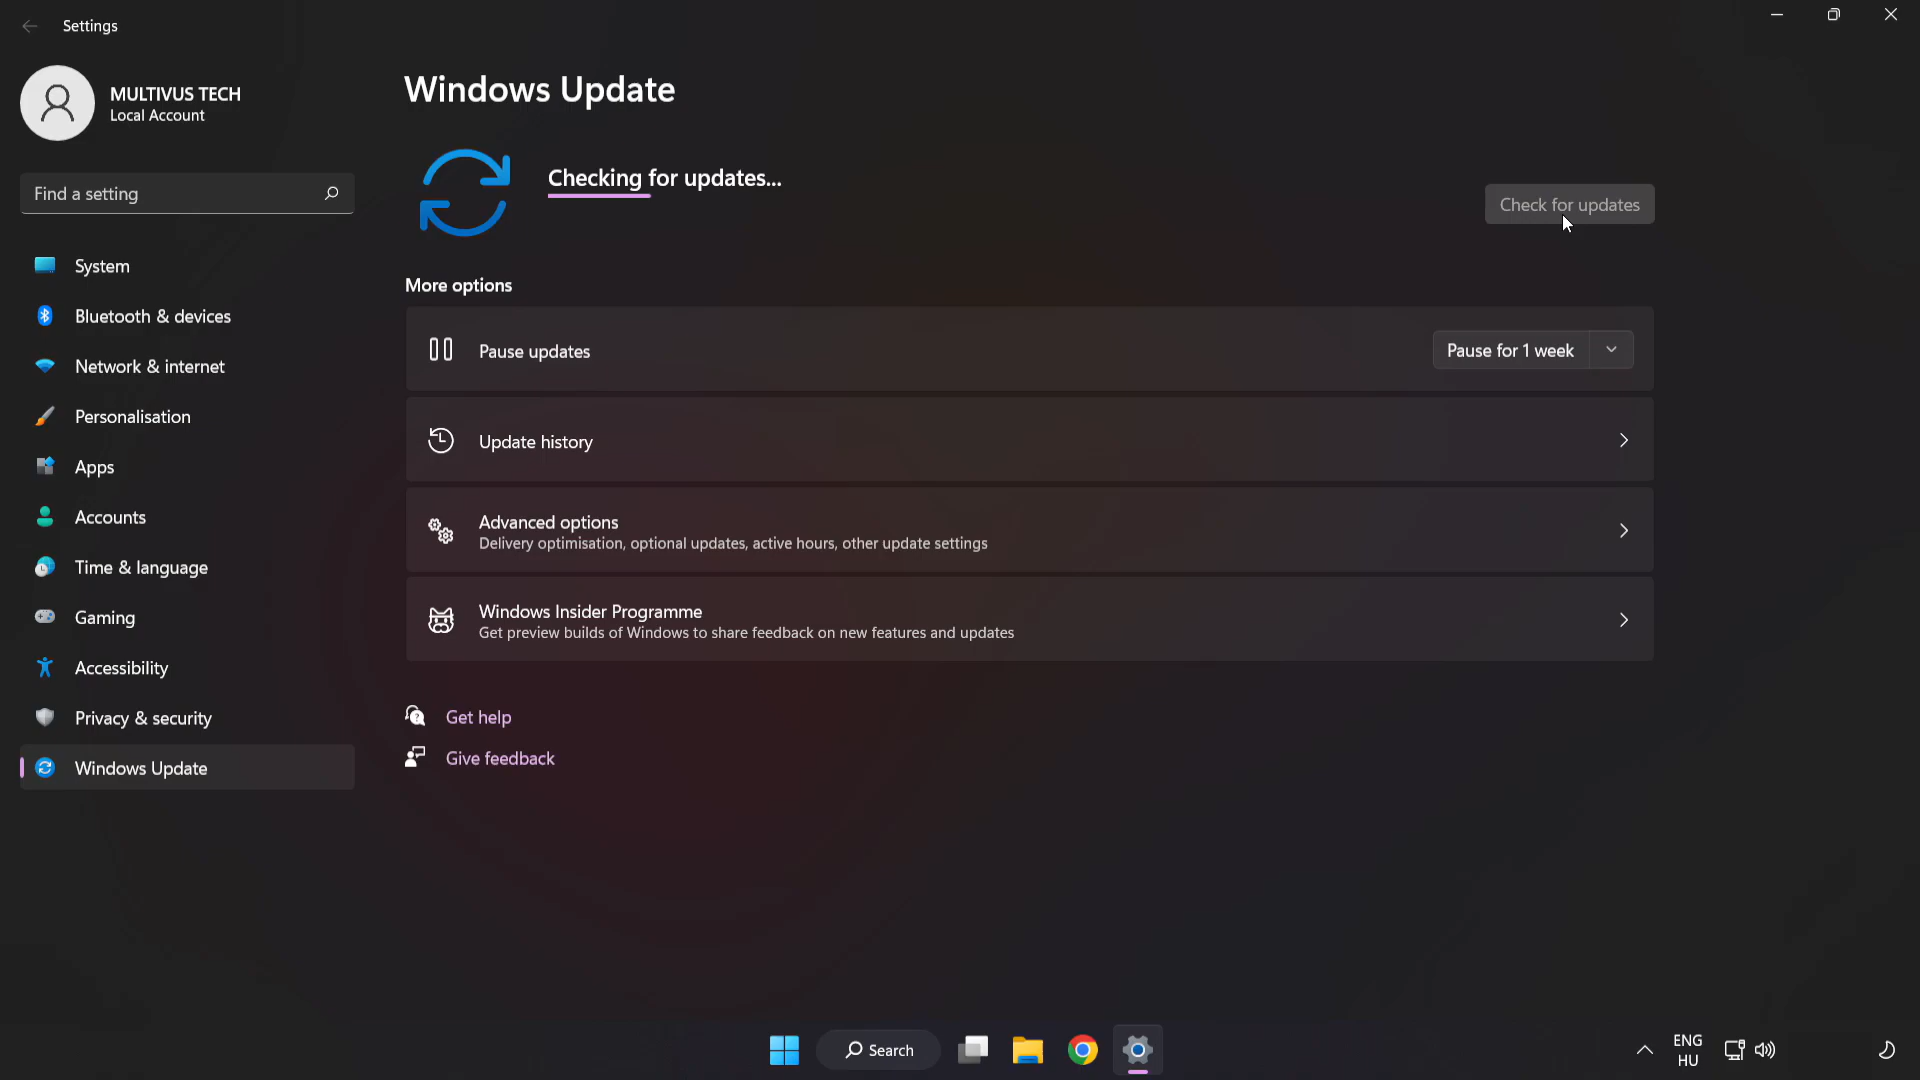 Settings
MULTIVUS TECH
Local Account
Find a setting
System
Bluetooth & devices
Network & internet
Personalisation
Apps
Accounts
Time & language
Gaming
Accessibility
Privacy & security
Windows Update
Windows Update
Checking for updates...
Check for updates
More options
Pause updates
Pause for 1 week
Update history
Advanced options
Delivery optimisation, optional updates, active hours, other update settings
Windows Insider Programme
Get preview builds of Windows to share feedback on new features and updates
Get help
Give feedback
Search
ENG
HU